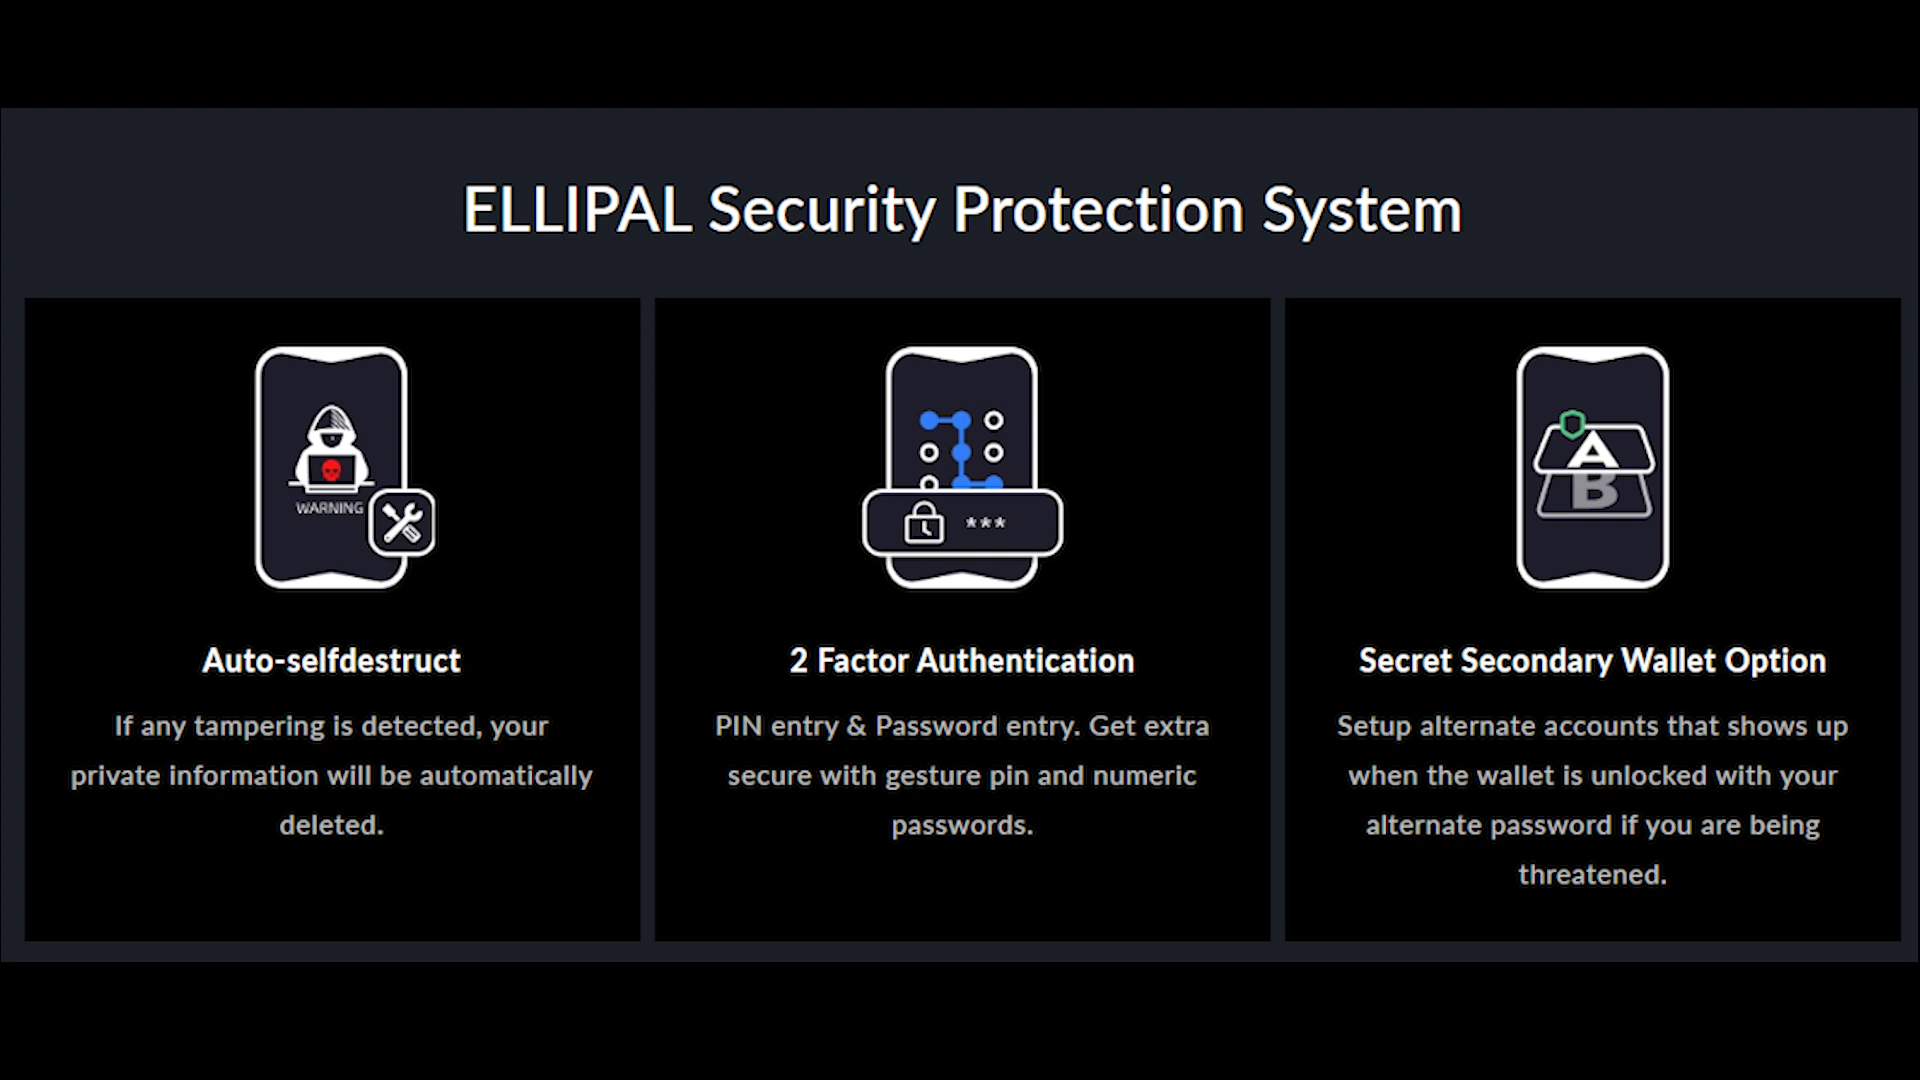 ELLIPAL Security Protection System
WARNING
***
A
B
Auto-selfdestruct
If any tampering is detected, your
private information will be automatically
deleted.
2 Factor Authentication
PIN entry & Password entry. Get extra
secure with gesture pin and numeric
passwords.
Secret Secondary Wallet Option
Setup alternate accounts that shows up
when the wallet is unlocked with your
alternate password if you are being
threatened.